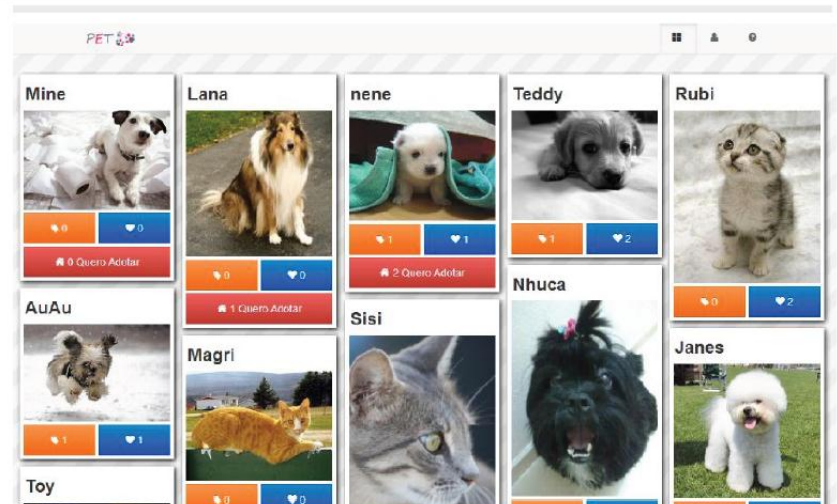 PET
Mine
0 0
0 Quero Adotar
AuAu
1 1
Toy
Lana
0 0
1 Quero Adotar
Magri
0 0
nene
1 1
2 Quero Adotar
Sisi
Teddy
1 2
Nhuca
Rubi
0 2
Janes